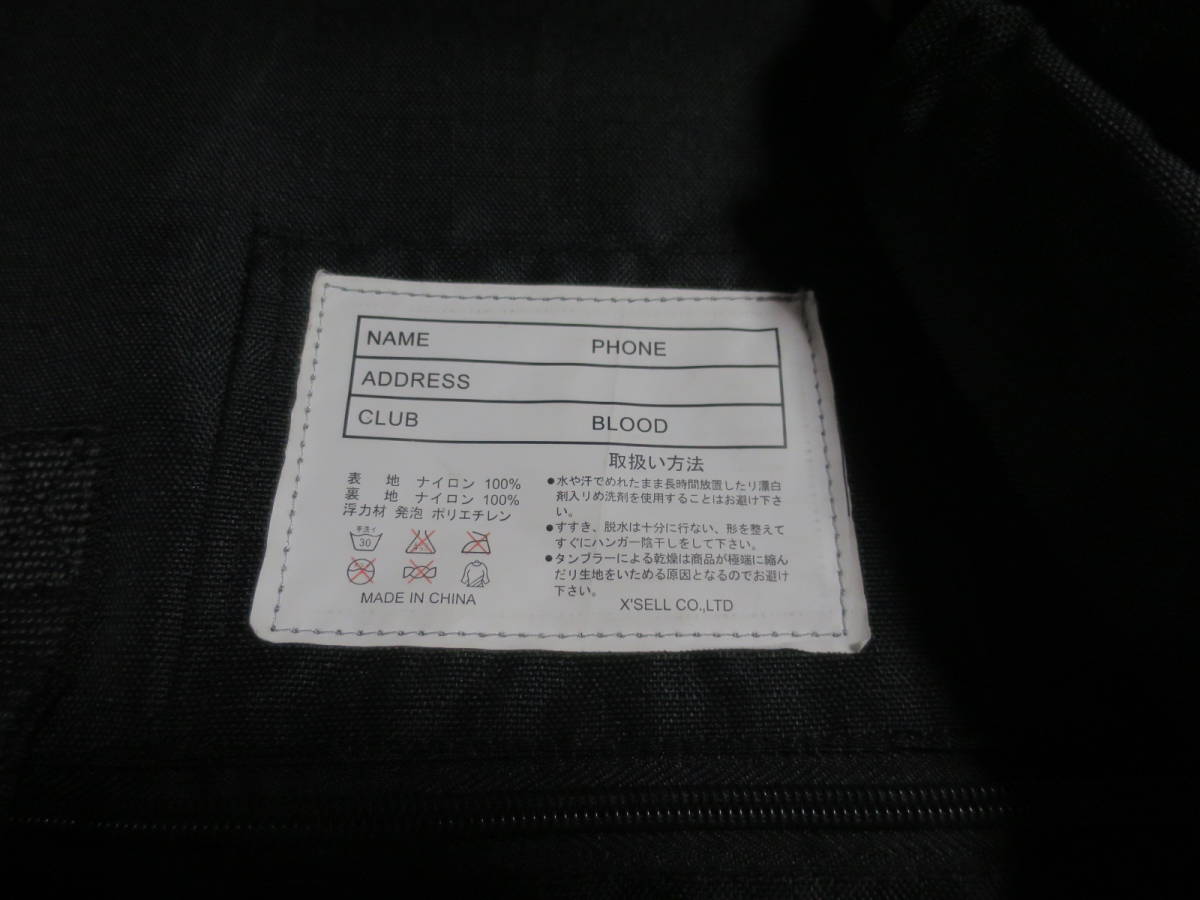 NAME PHONE
ADDRESS
CLUB BLOOD
表 地 ナイロン 100%
裏 地 ナイロン 100%
浮力材 発泡 ポリエチレン
手洗イ
30
MADE IN CHINA
取扱い方法
●水や汗でめれたまま長時間放置したり漂白
剤入りめ洗剤を使用することはお避け下さ
い。
●すすき、脱水は十分に行ない、形を整えて
すぐにハンガー陰干しをして下さい。
●タンブラーによる乾燥は商品が極端に縮ん
だり生地をいためる原因となるのでお避け
下さい。
X'SELL CO.,LTD